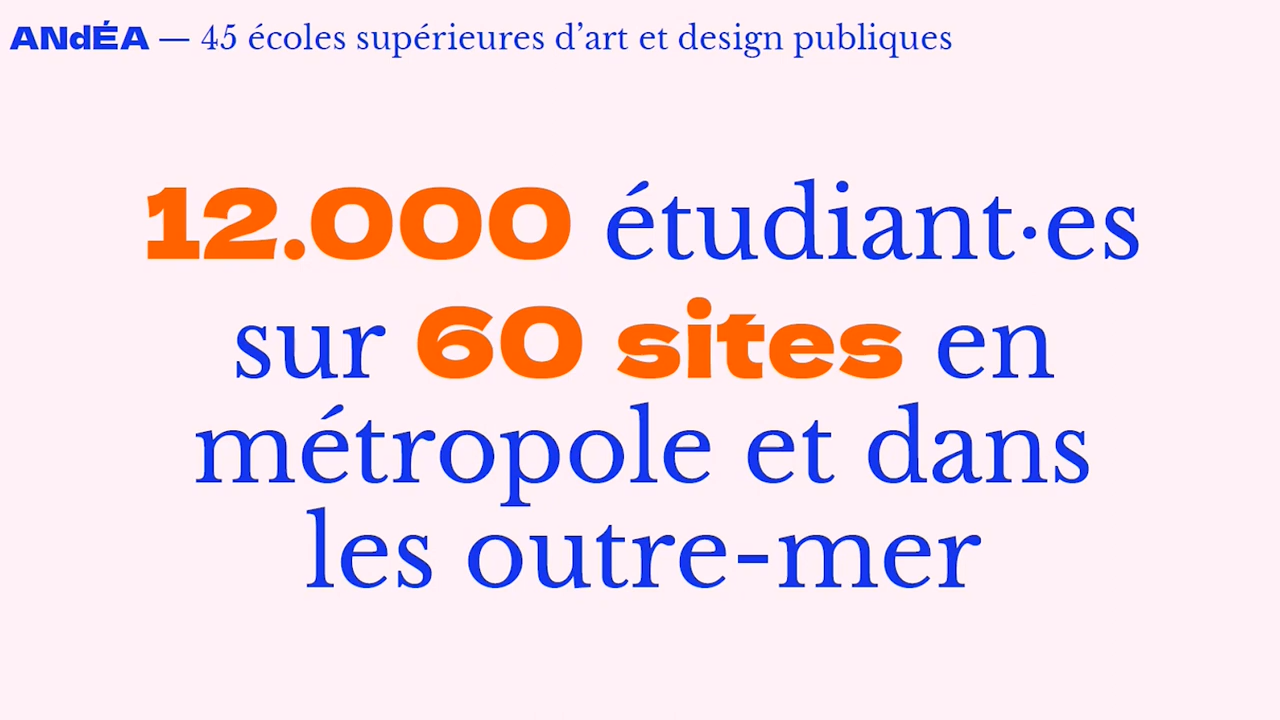 ANdÉA — 45 écoles supérieures d’art et design publiques
12.000 étudiant·es
sur 60 sites en
métropole et dans
les outre-mer